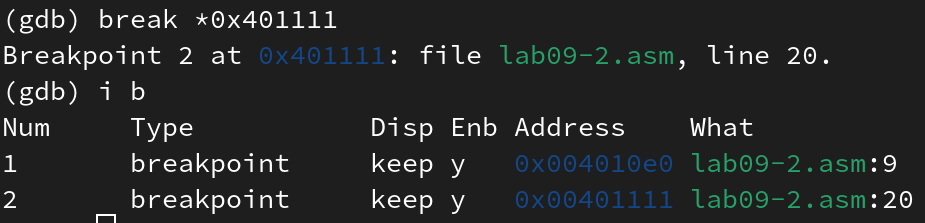 (gdb) break *0x401111
Breakpoint 2 at 0x401111: file lab09-2.asm, line 20.
(gdb) i b
Num     Type           Disp Enb Address    What
1       breakpoint     keep y   0x004010e0 lab09-2.asm:9
2       breakpoint     keep y   0x00401111 lab09-2.asm:20